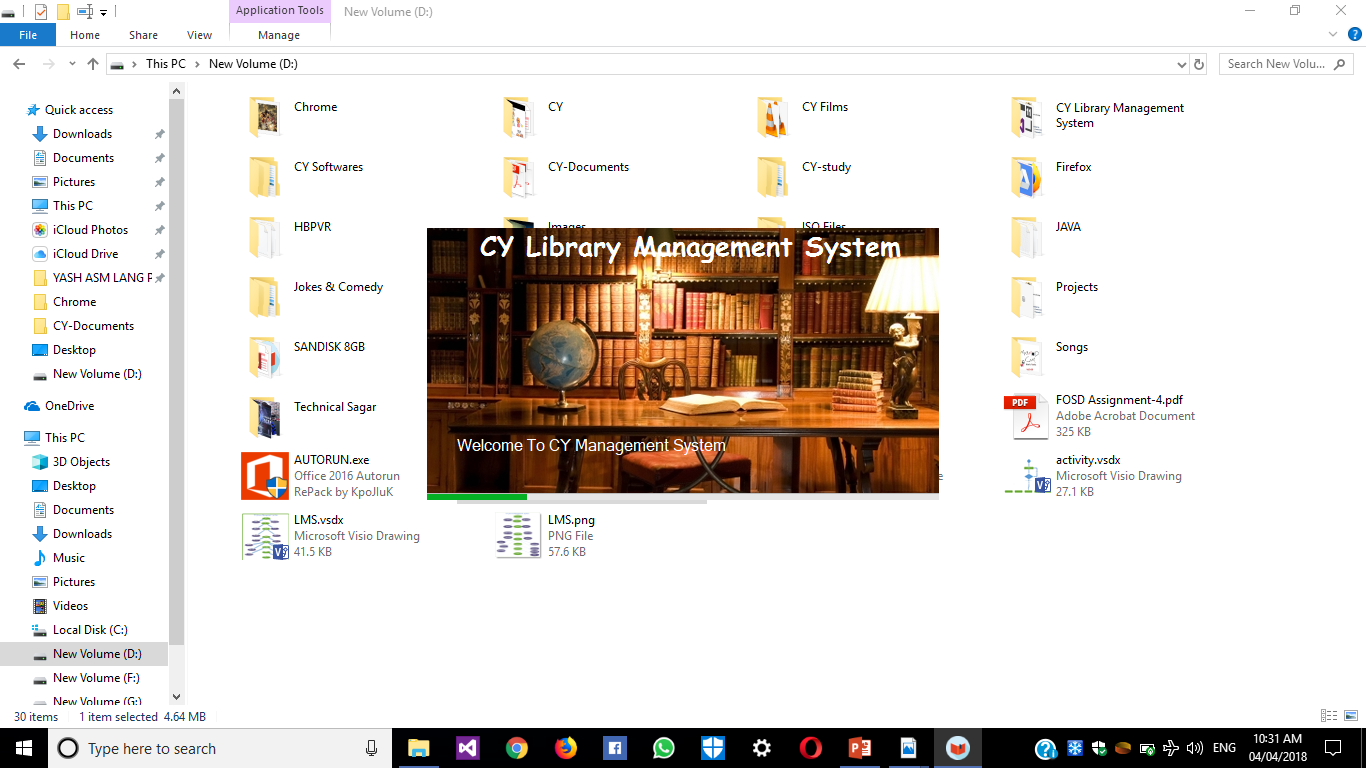 Application Tools
New Volume (D:)
File
Home
Share
View
Manage
This PC
New Volume (D:)
Search New Volu...
Quick access
Downloads
Documents
Pictures
This PC
iCloud Photos
iCloud Drive
YASH ASM LANG P
Chrome
CY-Documents
Desktop
New Volume (D:)
OneDrive
This PC
3D Objects
Desktop
Documents
Downloads
Music
Pictures
Videos
Local Disk (C:)
New Volume (D:)
New Volume (F:)
New Volume (G:)
Chrome
CY
CY Films
CY Library Management
System
CY Softwares
CY-Documents
CY-study
Firefox
HBPVR
Images
ISO Files
JAVA
Jokes & Comedy
Projects
SANDISK 8GB
Songs
Technical Sagar
FOSD Assignment-4.pdf
Adobe Acrobat Document
325 KB
AUTORUN.exe
Office 2016 Autorun
RePack by KpoJIuK
activity.vsdx
Microsoft Visio Drawing
27.1 KB
LMS.vsdx
Microsoft Visio Drawing
41.5 KB
LMS.png
PNG File
57.6 KB
CY Library Management System
Welcome To CY Management System
30 items
1 item selected 4.64 MB
Type here to search
ENG
10:31 AM
04/04/2018